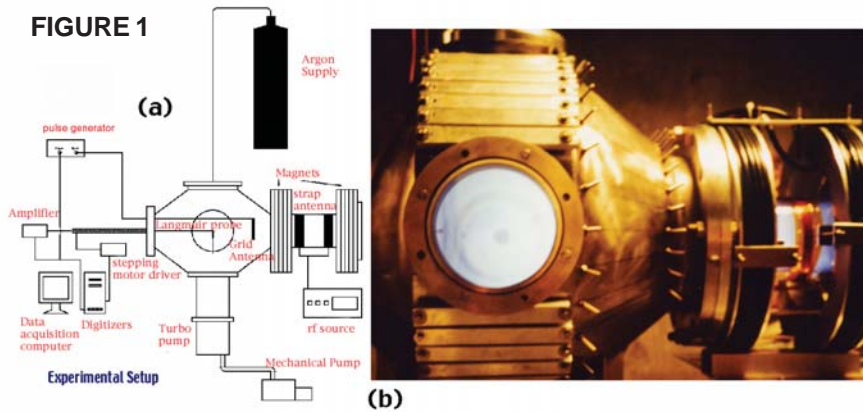 FIGURE 1
Argon
Supply
(a)
pulse generator
Magnets
strap
antenna
Amplifier
Langmuir probe
Grid
Antenna
stepping
motor driver
Data
acquisition
computer
Digitizers
Turbo
pump
rf source
Mechanical Pump
Experimental Setup
(b)